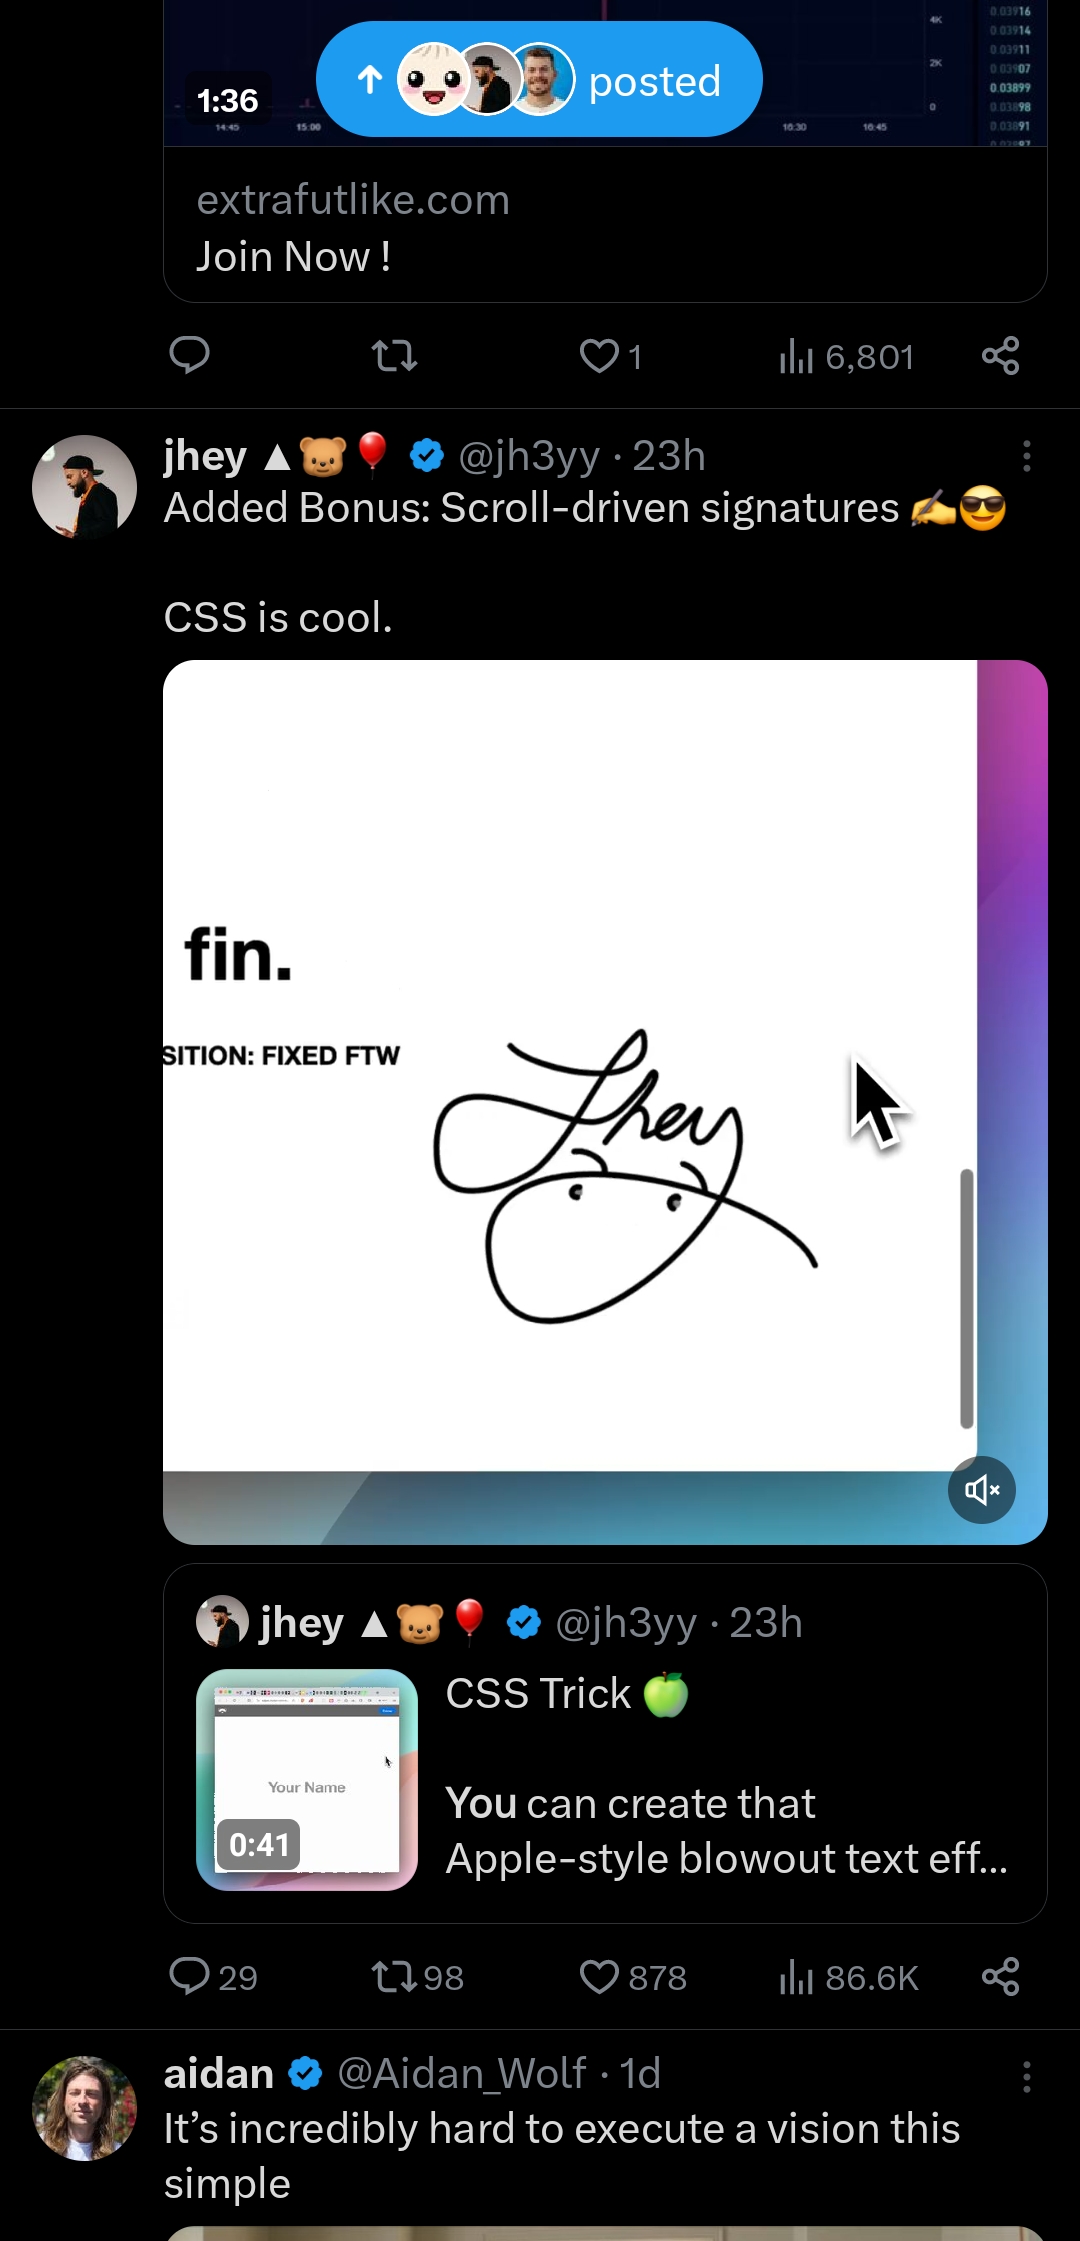 4K
0.03916
0.03914
0.03911
2K
0.03907
0.03899
0
0.03898
0.03891
1:36
posted
14:45
15:00
16:30
16:45
extrafutlike.com
Join Now !
1
6,801
jhey ▲🐻🎈 @jh3yy · 23h
Added Bonus: Scroll-driven signatures ✍️😎
CSS is cool.
fin.
SITION: FIXED FTW
Jhey
jhey ▲🐻🎈 @jh3yy · 23h
CSS Trick 🍏
Your Name
0:41
You can create that
Apple-style blowout text eff...
29
98
878
86.6K
aidan @Aidan_Wolf · 1d
It’s incredibly hard to execute a vision this
simple